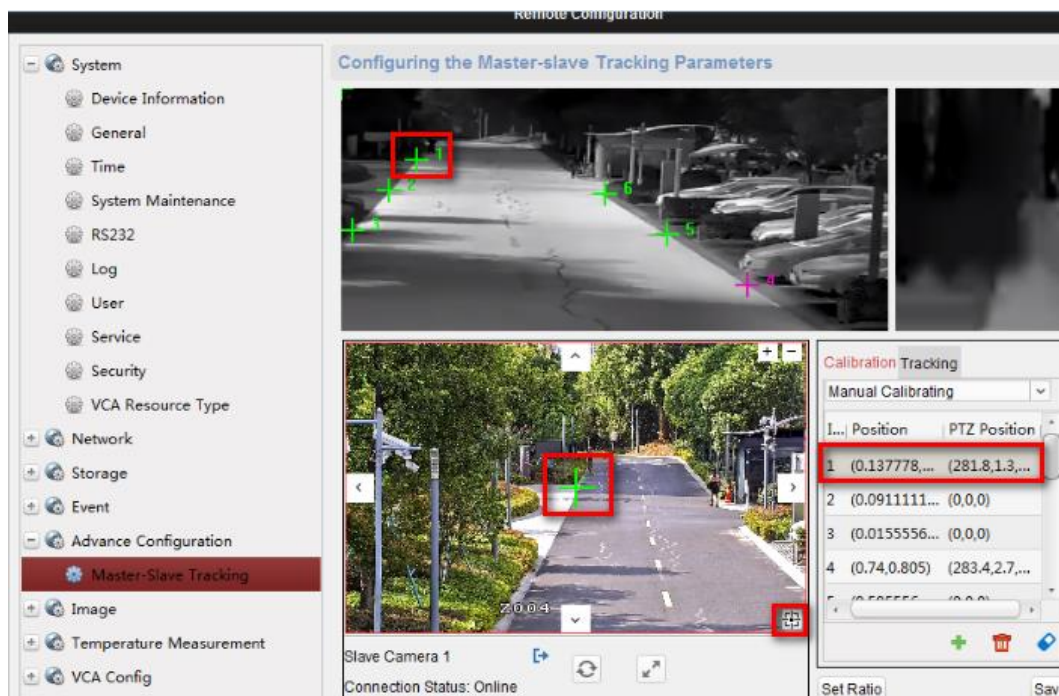 Remote Configuration
System
Device Information
General
Time
System Maintenance
RS232
Log
User
Service
Security
VCA Resource Type
Network
Storage
Event
Advance Configuration
Master-Slave Tracking
Image
Temperature Measurement
VCA Config
Configuring the Master-slave Tracking Parameters
1
2
3
6
5
4
Z004
Slave Camera 1
Connection Status: Online
Calibration Tracking
Manual Calibrating
I... Position PTZ Position
1 (0.137778,... (281.8,1.3,...
2 (0.0911111... (0,0,0)
3 (0.0155556... (0,0,0)
4 (0.74,0.805) (283.4,2.7,...
Set Ratio
Sav